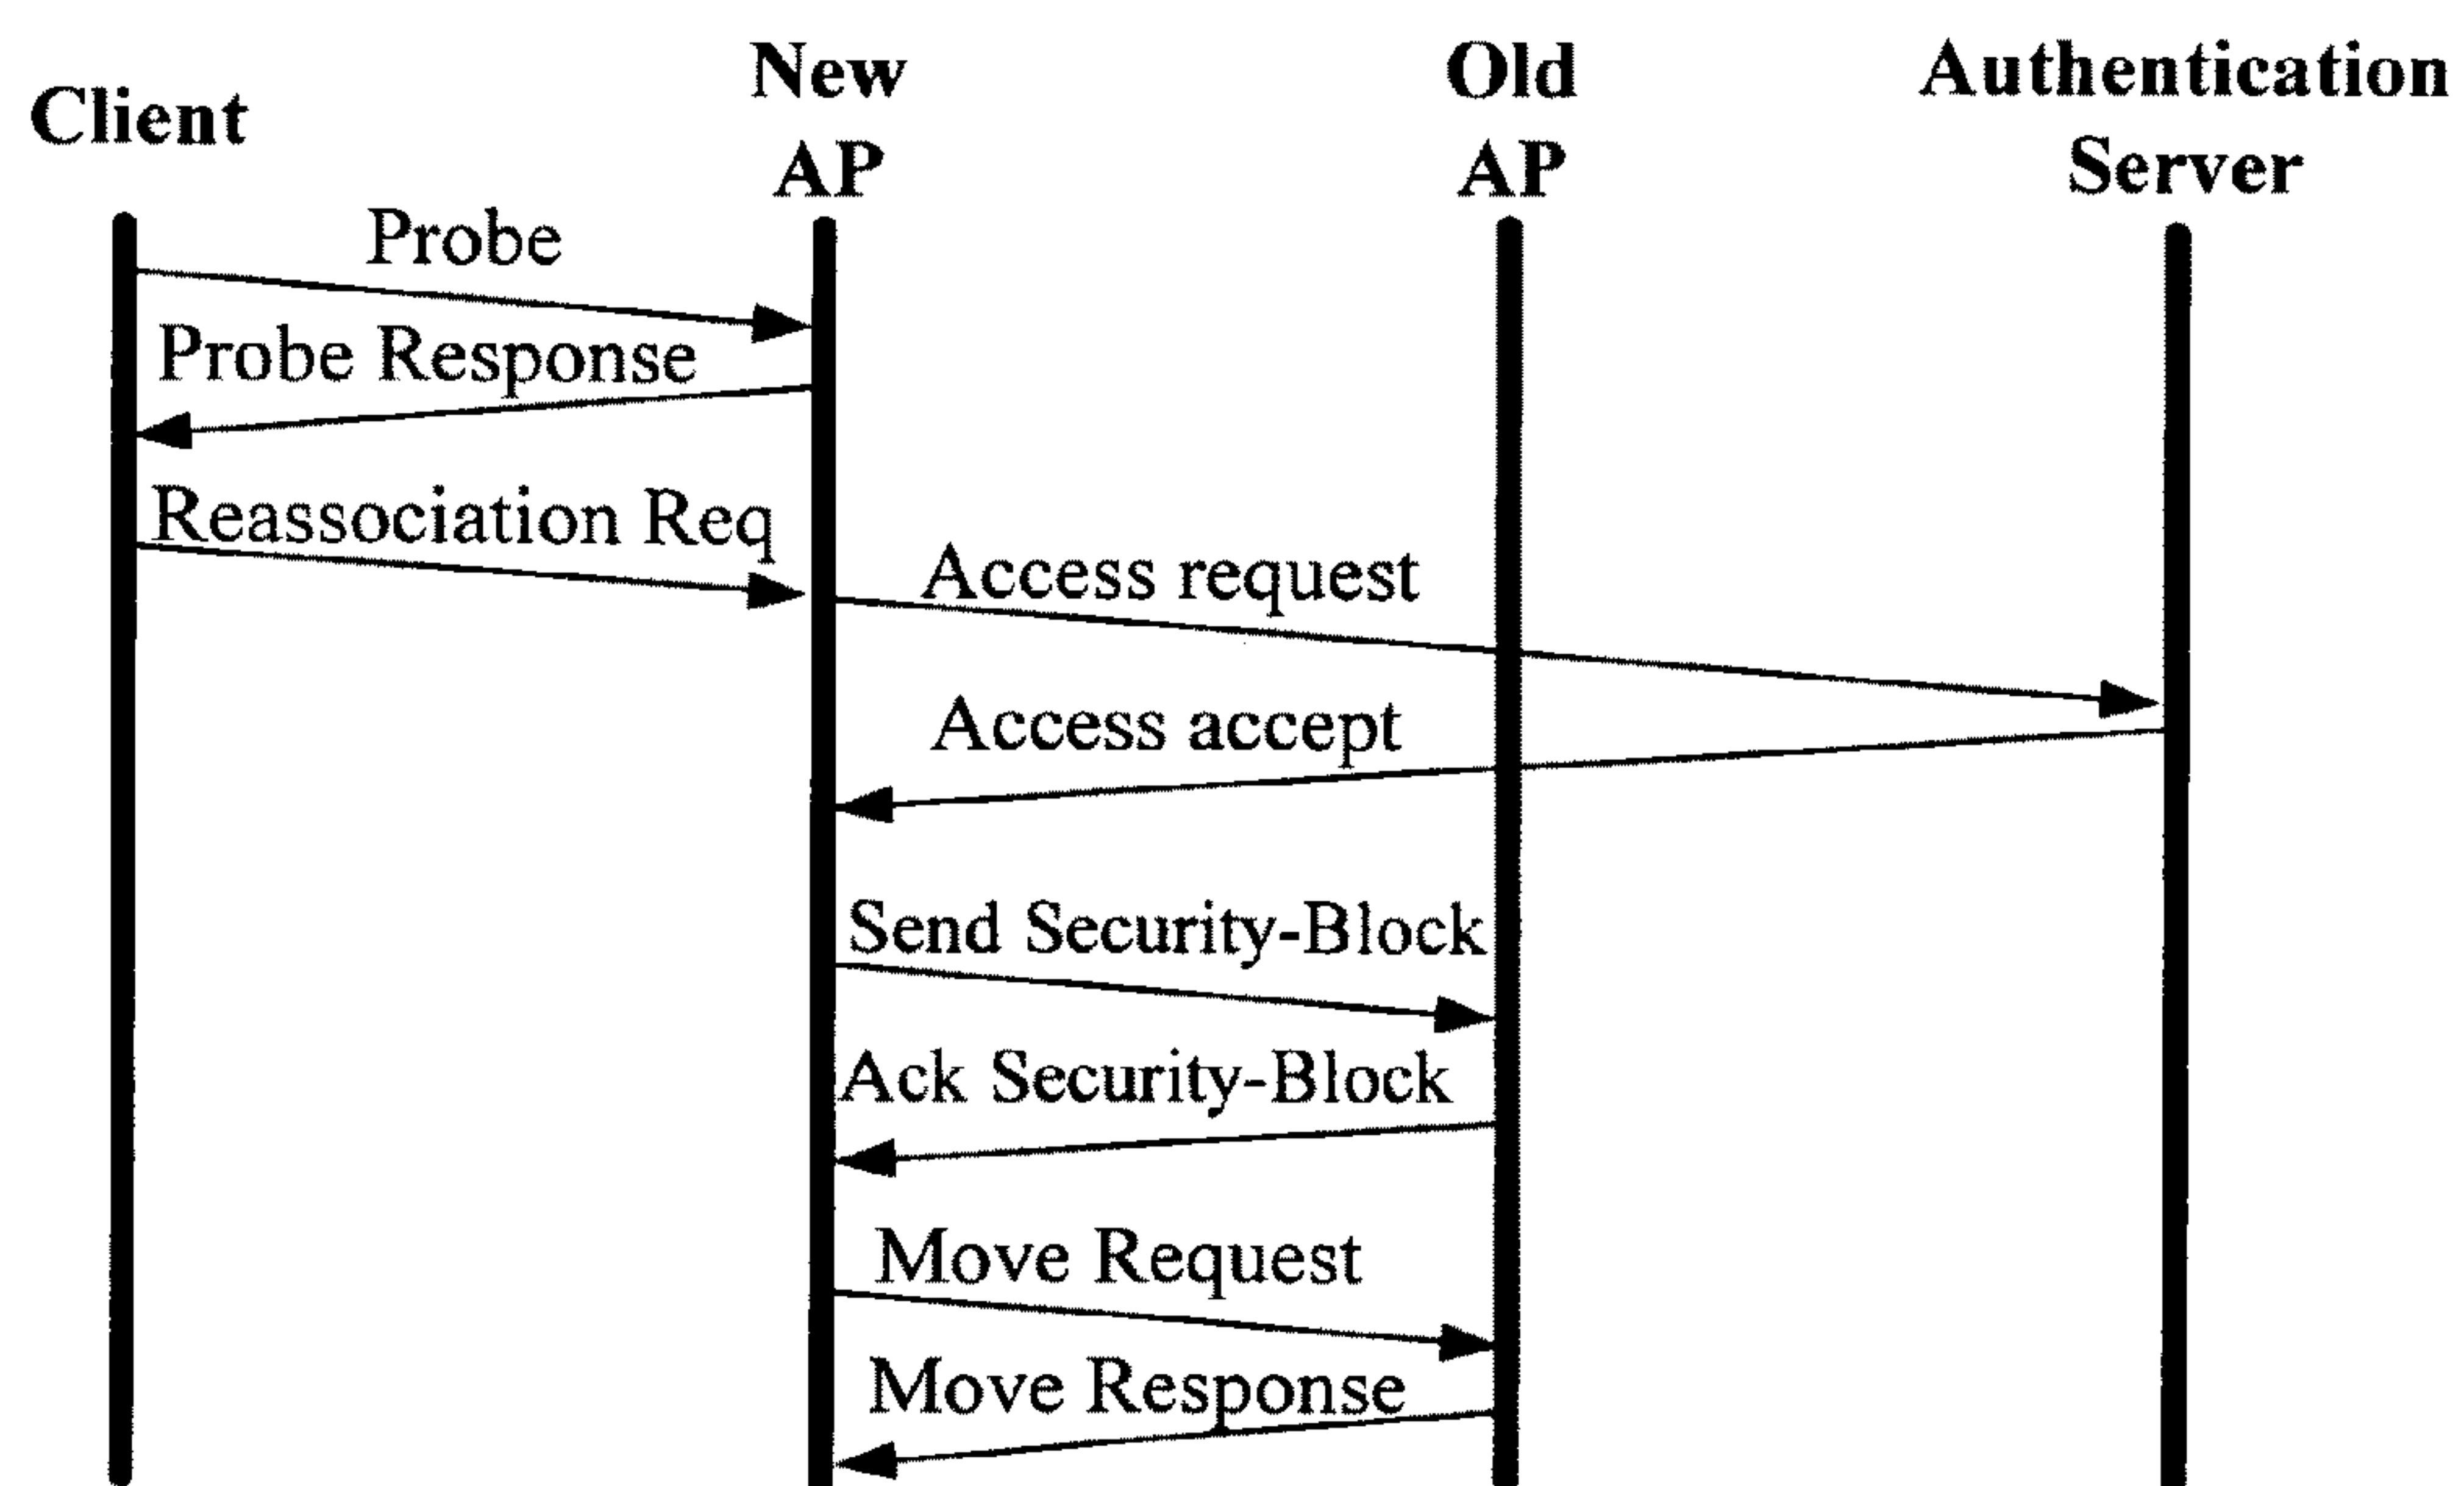 Client
New
AP
Old
AP
Authentication
Server
Probe
Probe Response
Reassociation Req
Access request
Access accept
Send Security-Block
Ack Security-Block
Move Request
Move Response